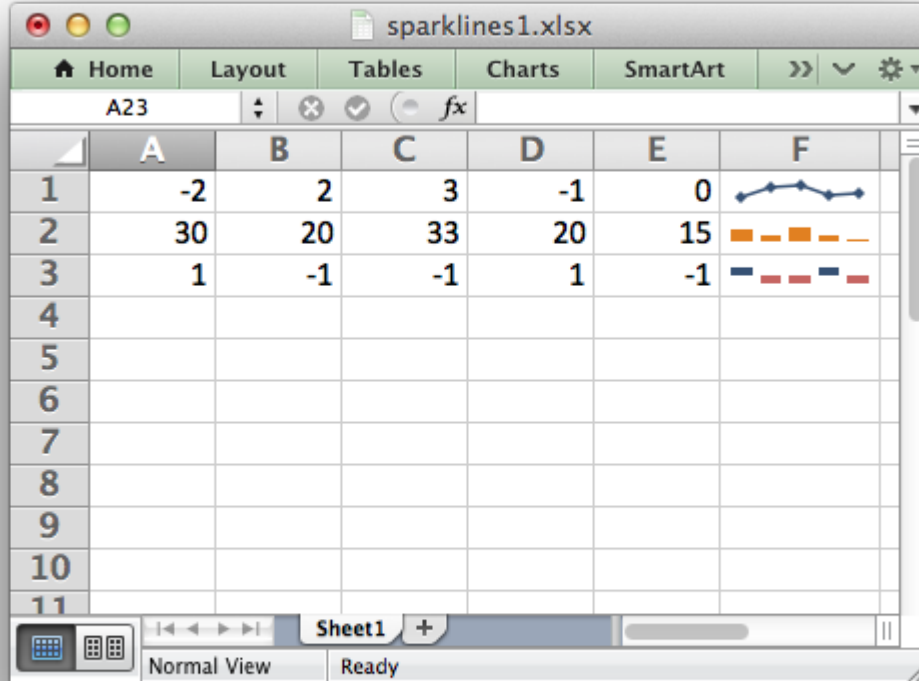 sparklines1.xlsx
Home Layout Tables Charts SmartArt
A23 fx
A B C D E F
1 -2 2 3 -1 0
2 30 20 33 20 15
3 1 -1 -1 1 -1
4
5
6
7
8
9
10
11
Sheet1 +
Normal View Ready